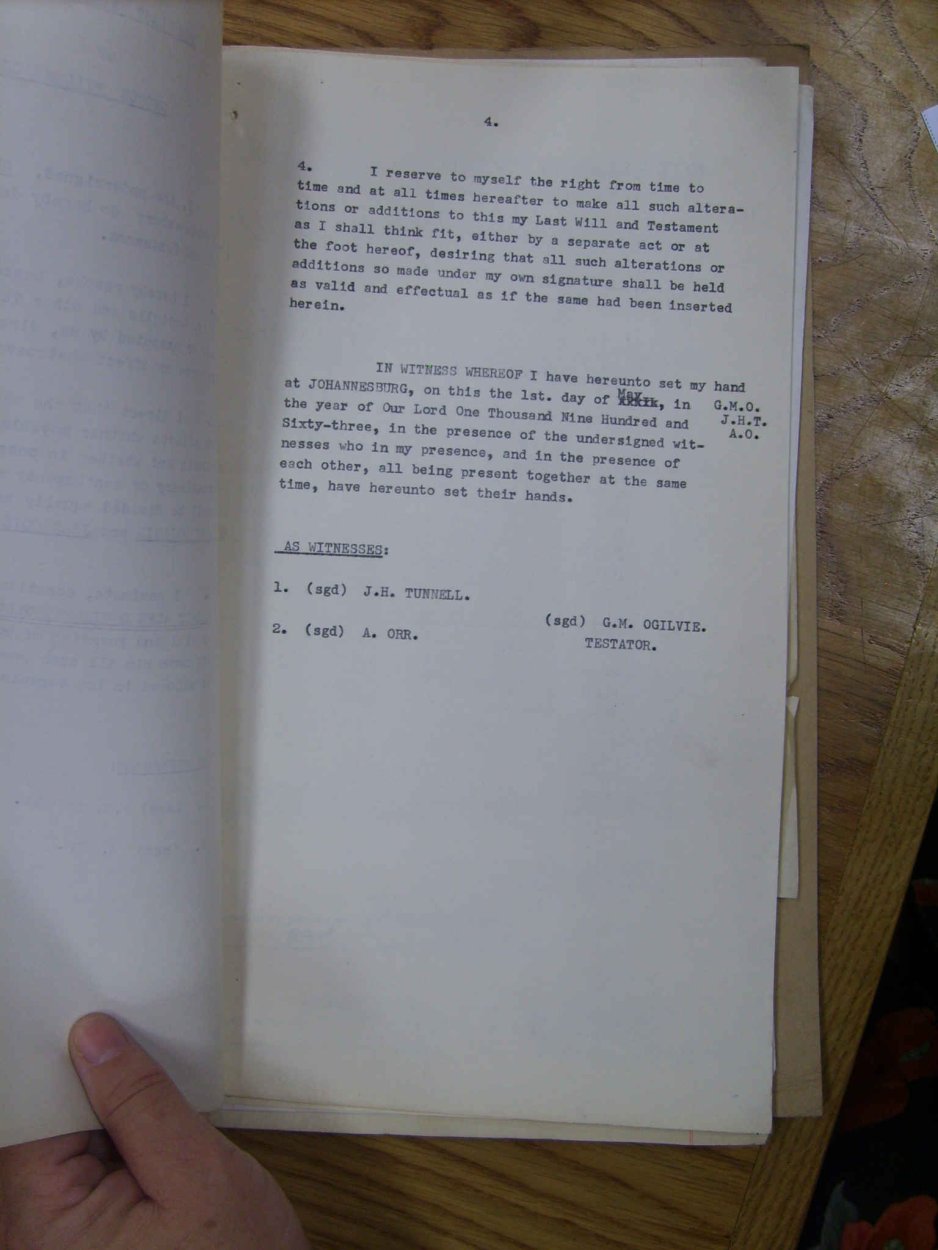 4.
4. I reserve to myself the right from time to
time and at all times hereafter to make all such altera-
tions or additions to this my Last Will and Testament
as I shall think fit, either by a separate act or at
the foot hereof, desiring that all such alterations or
additions so made under my own signature shall be held
as valid and effectual as if the same had been inserted
herein.
IN WITNESS WHEREOF I have hereunto set my hand
at JOHANNESBURG, on this the 1st. day of May, in G.M.O.
the year of Our Lord One Thousand Nine Hundred and J.H.T.
Sixty-three, in the presence of the undersigned wit- A.O.
nesses who in my presence, and in the presence of
each other, all being present together at the same
time, have hereunto set their hands.
AS WITNESSES:
1. (sgd) J.H. TUNNELL.
(sgd) G.M. OGILVIE.
2. (sgd) A. ORR.
TESTATOR.